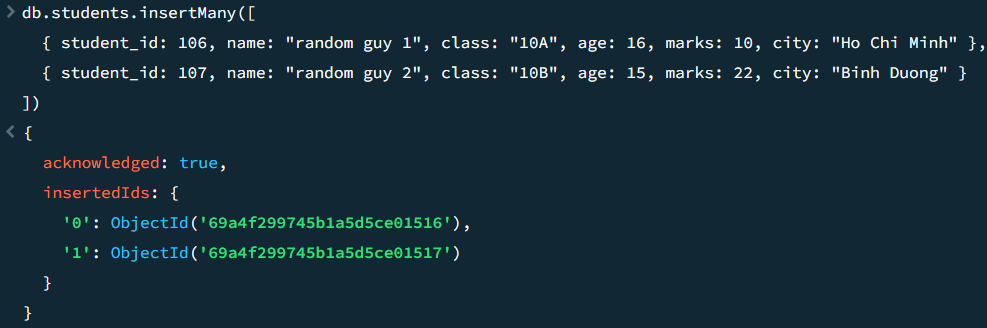 > db.students.insertMany([
{ student_id: 106, name: "random guy 1", class: "10A", age: 16, marks: 10, city: "Ho Chi Minh" },
{ student_id: 107, name: "random guy 2", class: "10B", age: 15, marks: 22, city: "Binh Duong" }
])
< {
acknowledged: true,
insertedIds: {
'0': ObjectId('69a4f299745b1a5d5ce01516'),
'1': ObjectId('69a4f299745b1a5d5ce01517')
}
}